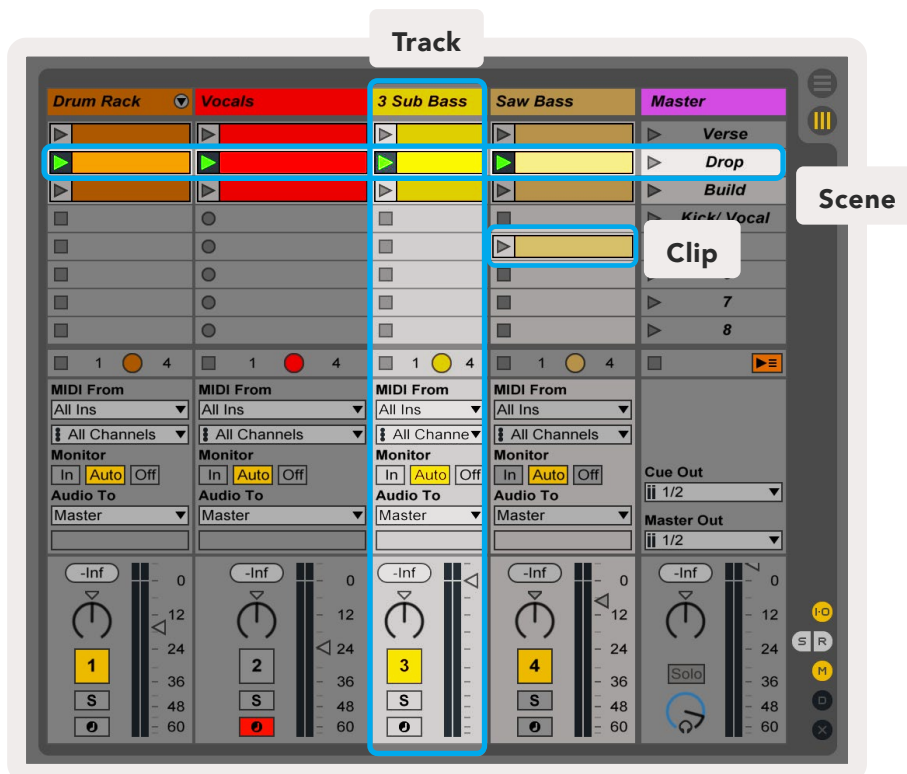 Track
Drum Rack Vocals 3 Sub Bass Saw Bass Master
Verse
Drop
Build
Scene
Kick/ Vocal
Clip
7
8
1 4 1 4 1 4 1 4
MIDI From MIDI From MIDI From MIDI From
All Ins All Ins All Ins All Ins
All Channels All Channels All Channe All Channels
Monitor Monitor Monitor Monitor
In Auto Off In Auto Off In Auto Off In Auto Off
Cue Out
Audio To Audio To Audio To Audio To
1/2
Master Master Master Master
Master Out
1/2
-Inf -Inf -Inf -Inf -Inf
0 0 0 0
12 12 12 12
I-O
24 24 24 24
S R
1 2 3 4 Solo
M
36 36 36 36
S S S S
48 48 48 48
D
60 60 60 60
X